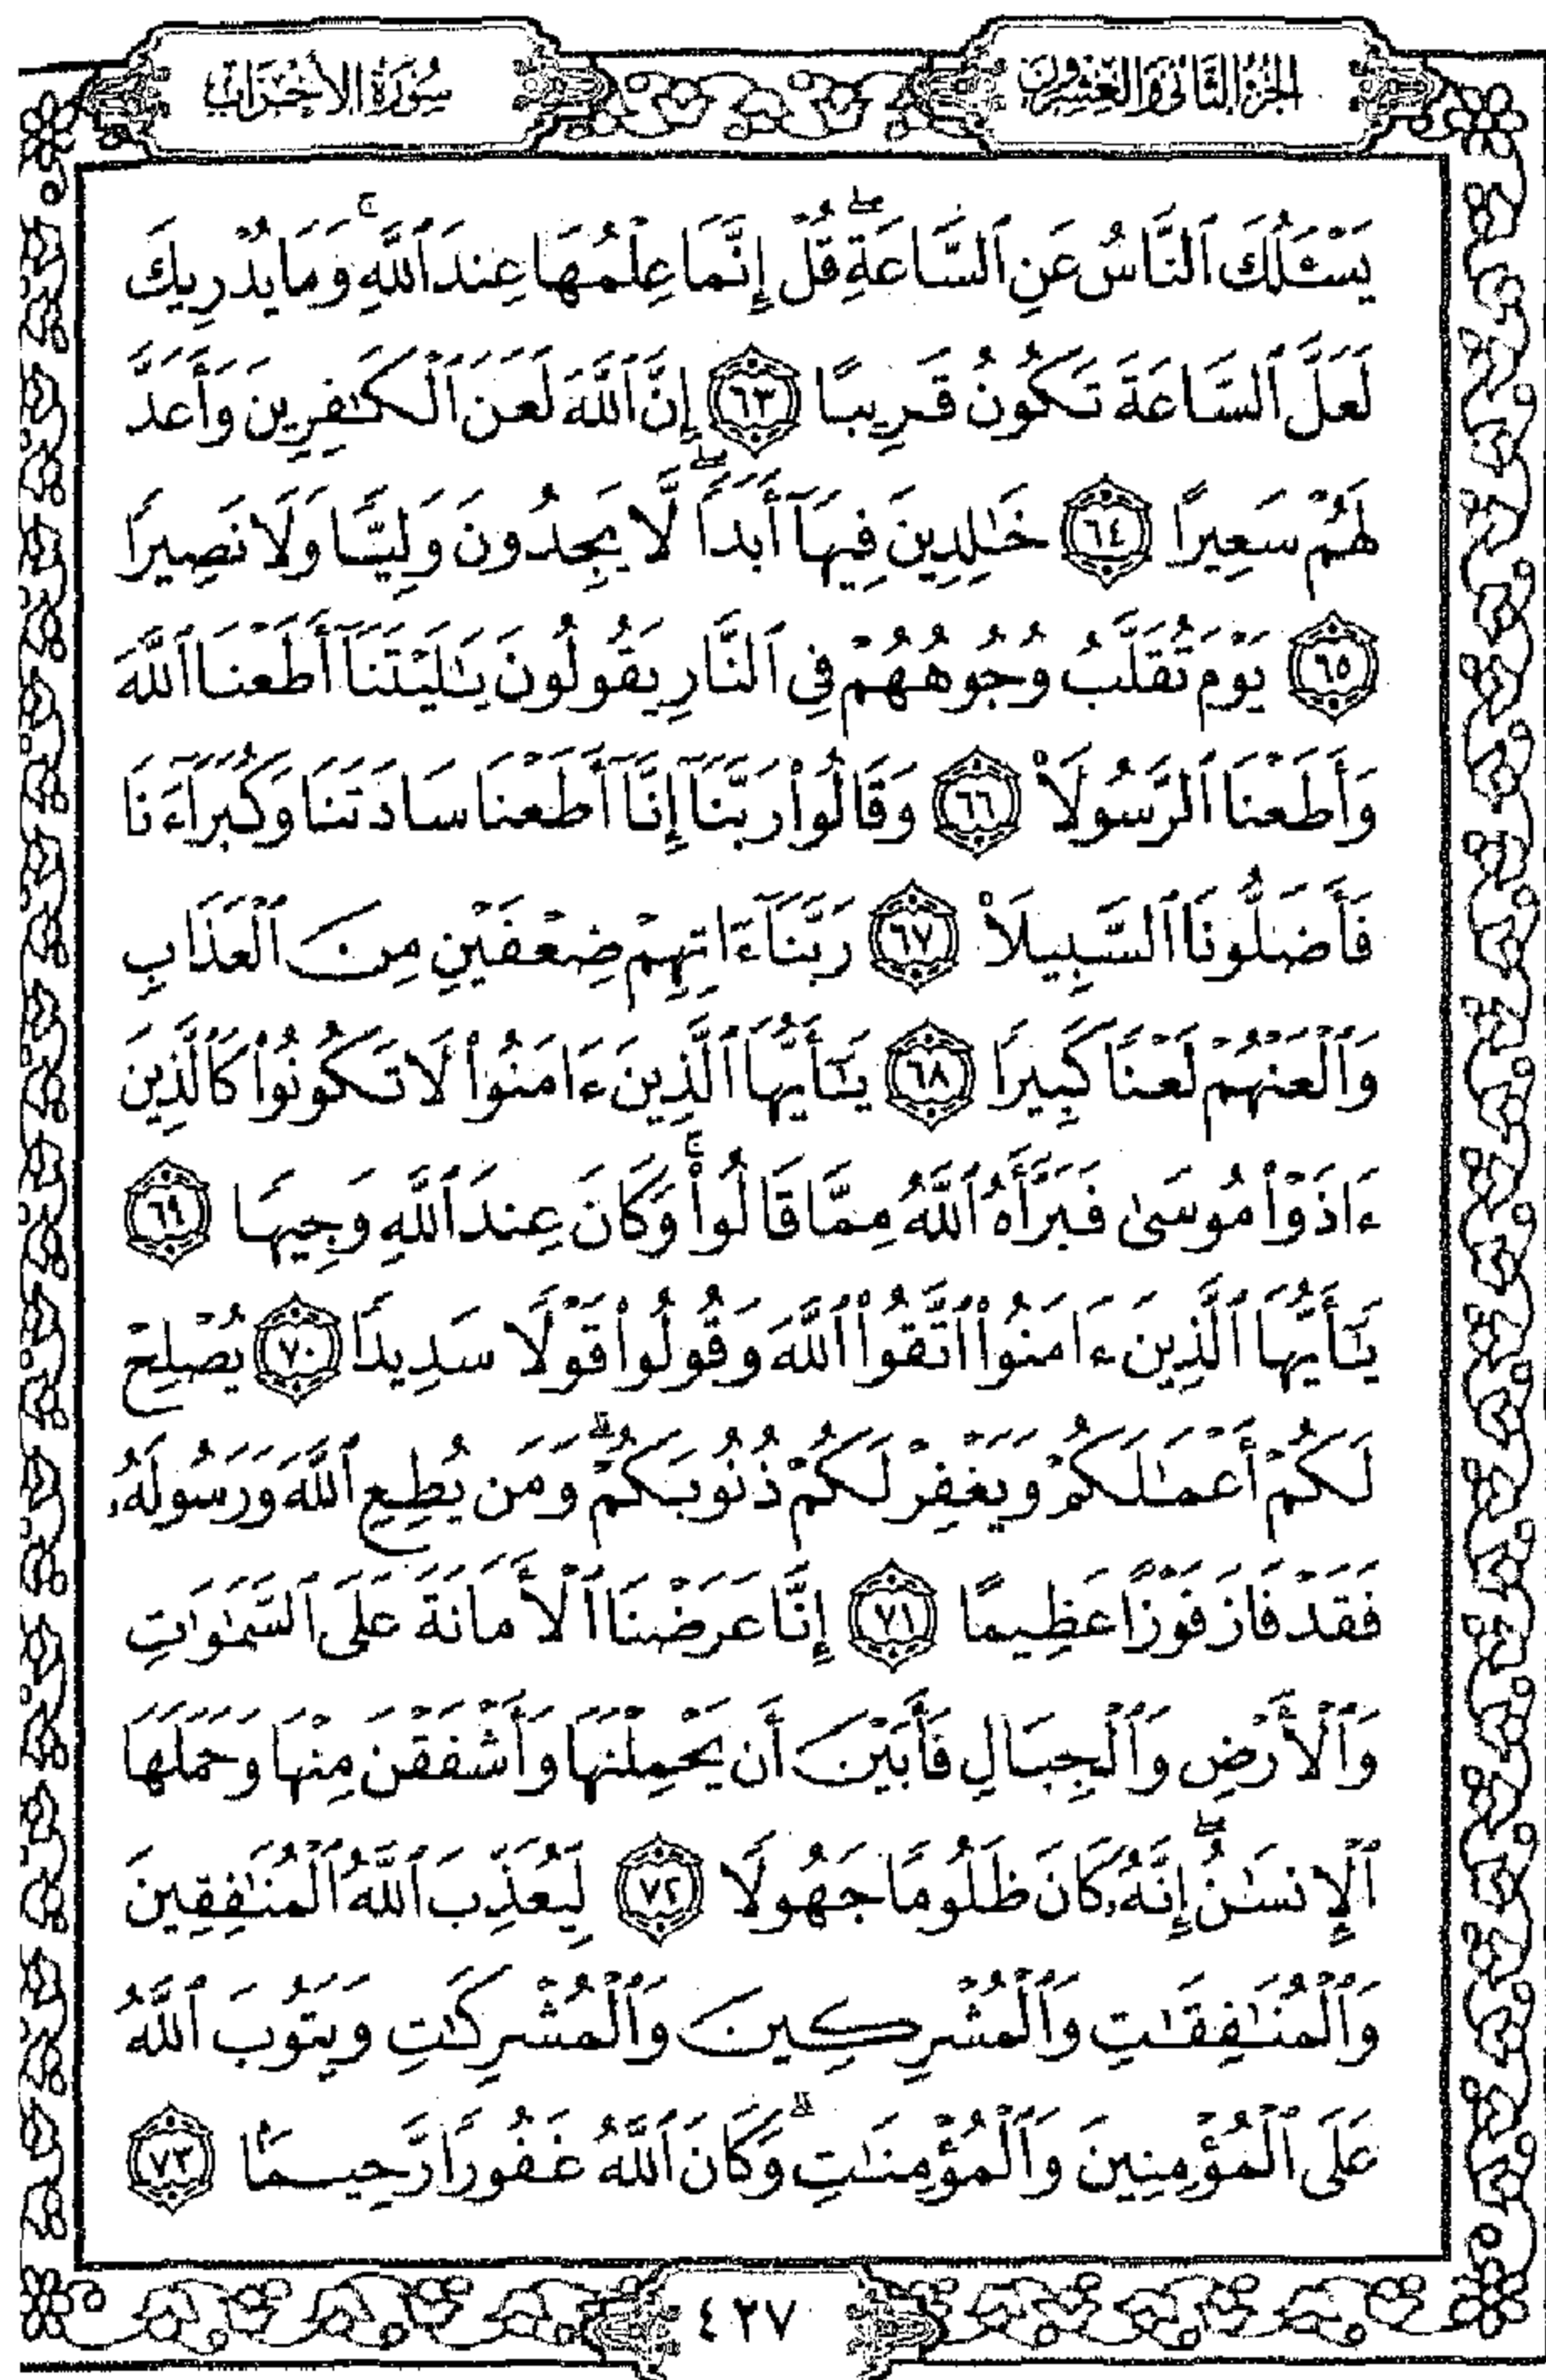 الجزء الثاني والعشرون
سورة الأحزاب
يَسْـَٔلُكَ ٱلنَّاسُ عَنِ ٱلسَّاعَةِۖ قُلْ إِنَّمَا عِلْمُهَا عِندَ ٱللَّهِۚ وَمَا يُدْرِيكَ
لَعَلَّ ٱلسَّاعَةَ تَكُونُ قَرِيبًا ٦٣ إِنَّ ٱللَّهَ لَعَنَ ٱلْكَٰفِرِينَ وَأَعَدَّ
لَهُمْ سَعِيرًا ٦٤ خَٰلِدِينَ فِيهَآ أَبَدًاۖ لَّا يَجِدُونَ وَلِيًّا وَلَا نَصِيرًا
٦٥ يَوْمَ تُقَلَّبُ وُجُوهُهُمْ فِى ٱلنَّارِ يَقُولُونَ يَٰلَيْتَنَآ أَطَعْنَا ٱللَّهَ
وَأَطَعْنَا ٱلرَّسُولَا۠ ٦٦ وَقَالُوا۟ رَبَّنَآ إِنَّآ أَطَعْنَا سَادَتَنَا وَكُبَرَآءَنَا
فَأَضَلُّونَا ٱلسَّبِيلَا۠ ٦٧ رَبَّنَآ ءَاتِهِمْ ضِعْفَيْنِ مِنَ ٱلْعَذَابِ
وَٱلْعَنْهُمْ لَعْنًا كَبِيرًا ٦٨ يَٰٓأَيُّهَا ٱلَّذِينَ ءَامَنُوا۟ لَا تَكُونُوا۟ كَٱلَّذِينَ
ءَاذَوْا۟ مُوسَىٰ فَبَرَّأَهُ ٱللَّهُ مِمَّا قَالُوا۟ۚ وَكَانَ عِندَ ٱللَّهِ وَجِيهًا ٦٩
يَٰٓأَيُّهَا ٱلَّذِينَ ءَامَنُوا۟ ٱتَّقُوا۟ ٱللَّهَ وَقُولُوا۟ قَوْلًا سَدِيدًا ٧٠ يُصْلِحْ
لَكُمْ أَعْمَٰلَكُمْ وَيَغْفِرْ لَكُمْ ذُنُوبَكُمْۗ وَمَن يُطِعِ ٱللَّهَ وَرَسُولَهُۥ
فَقَدْ فَازَ فَوْزًا عَظِيمًا ٧١ إِنَّا عَرَضْنَا ٱلْأَمَانَةَ عَلَى ٱلسَّمَٰوَٰتِ
وَٱلْأَرْضِ وَٱلْجِبَالِ فَأَبَيْنَ أَن يَحْمِلْنَهَا وَأَشْفَقْنَ مِنْهَا وَحَمَلَهَا
ٱلْإِنسَٰنُۖ إِنَّهُۥ كَانَ ظَلُومًا جَهُولًا ٧٢ لِّيُعَذِّبَ ٱللَّهُ ٱلْمُنَٰفِقِينَ
وَٱلْمُنَٰفِقَٰتِ وَٱلْمُشْرِكِينَ وَٱلْمُشْرِكَٰتِ وَيَتُوبَ ٱللَّهُ
عَلَى ٱلْمُؤْمِنِينَ وَٱلْمُؤْمِنَٰتِۗ وَكَانَ ٱللَّهُ غَفُورًا رَّحِيمًۢا ٧٣
٤٢٧